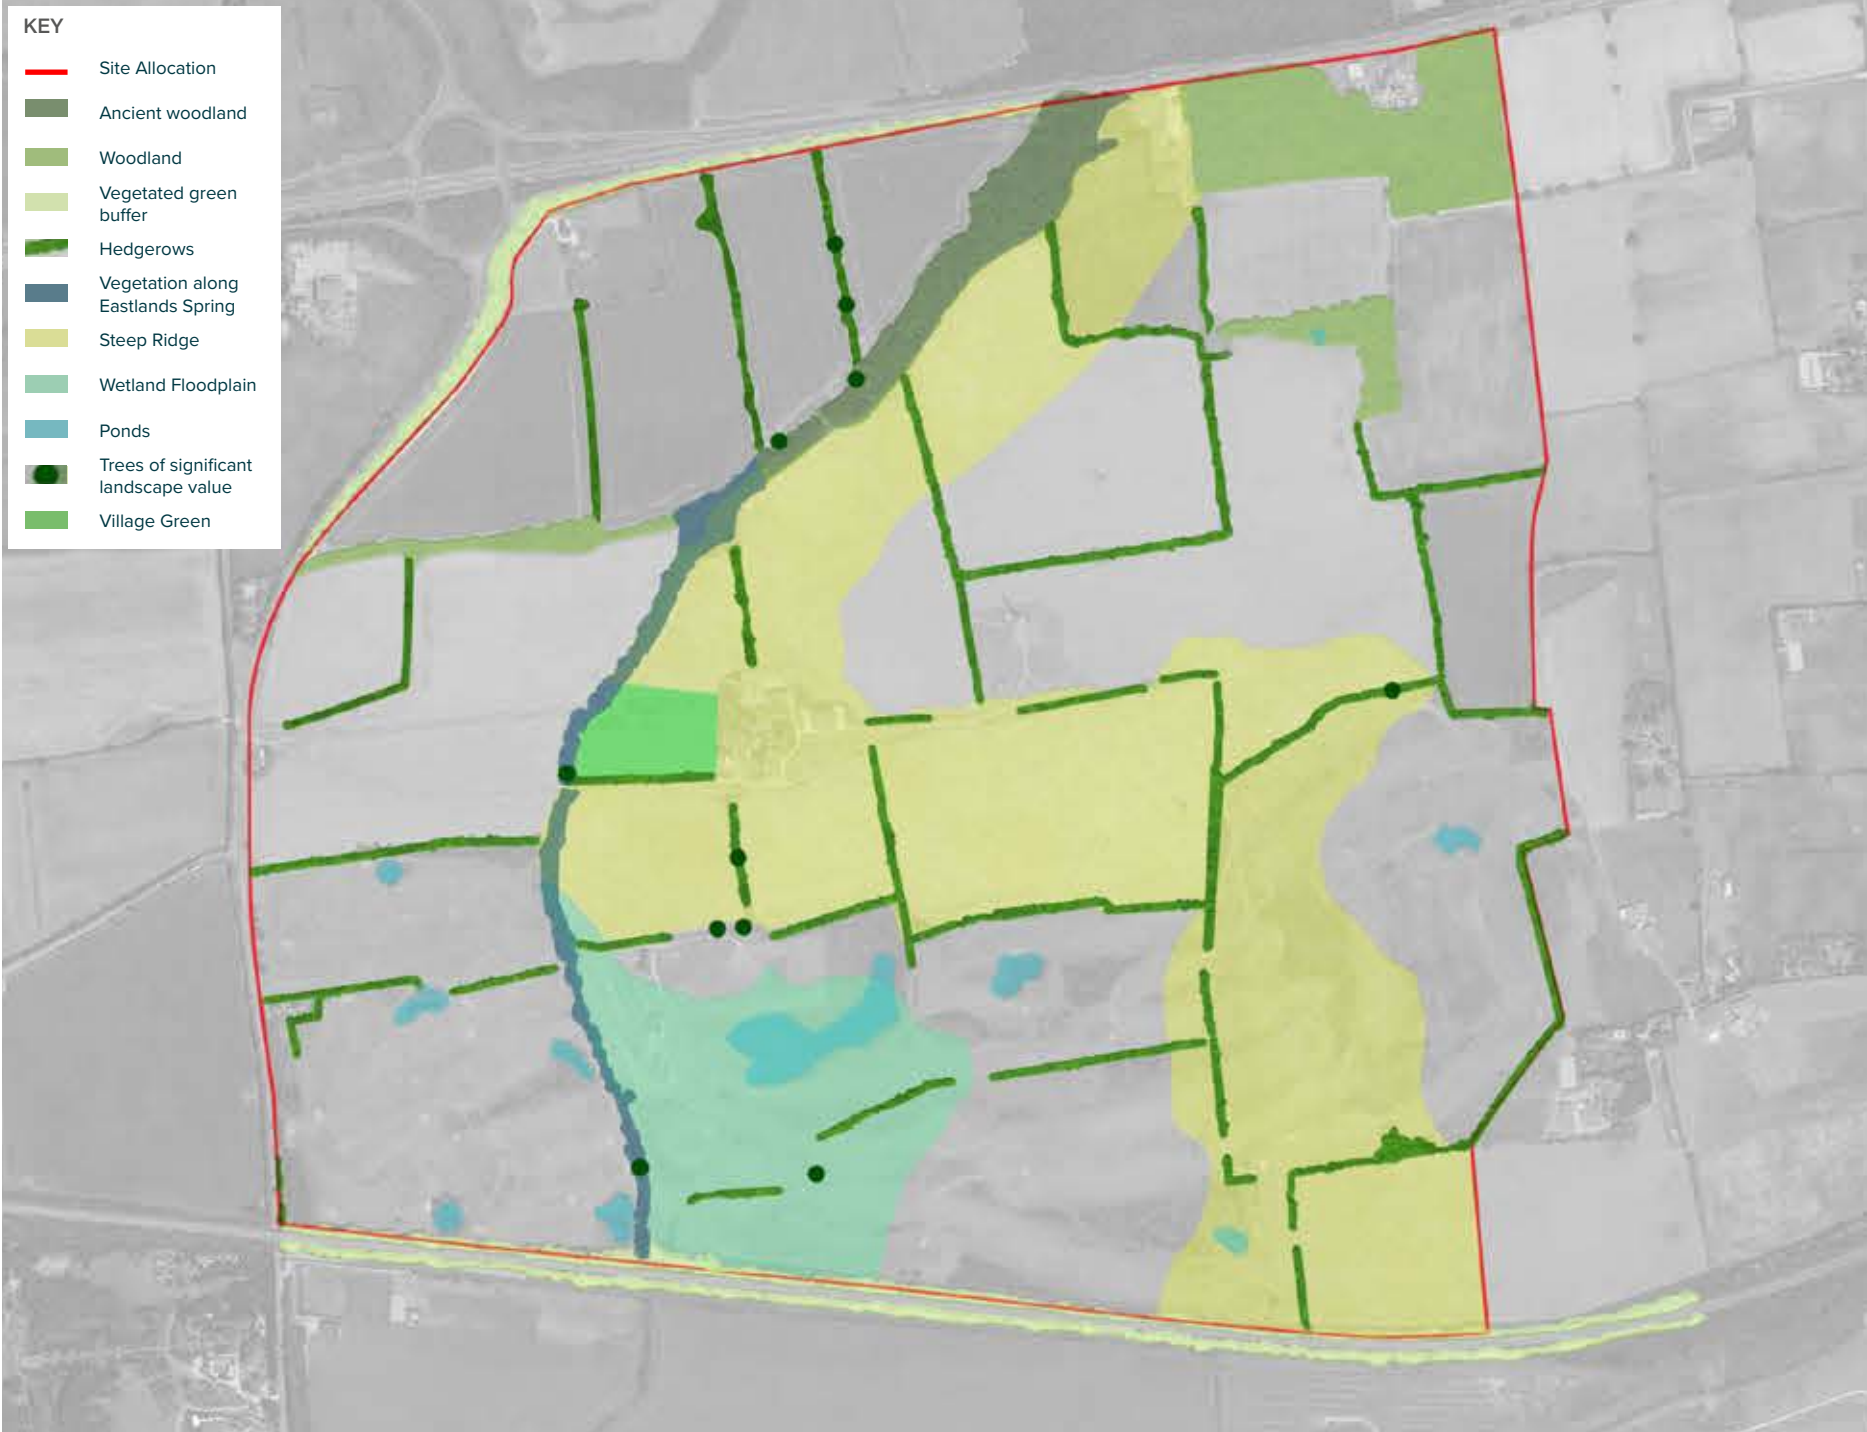 KEY
Site Allocation
Ancient woodland
Woodland
Vegetated green
buffer
Hedgerows
Vegetation along
Eastlands Spring
Steep Ridge
Wetland Floodplain
Ponds
Trees of significant
landscape value
Village Green